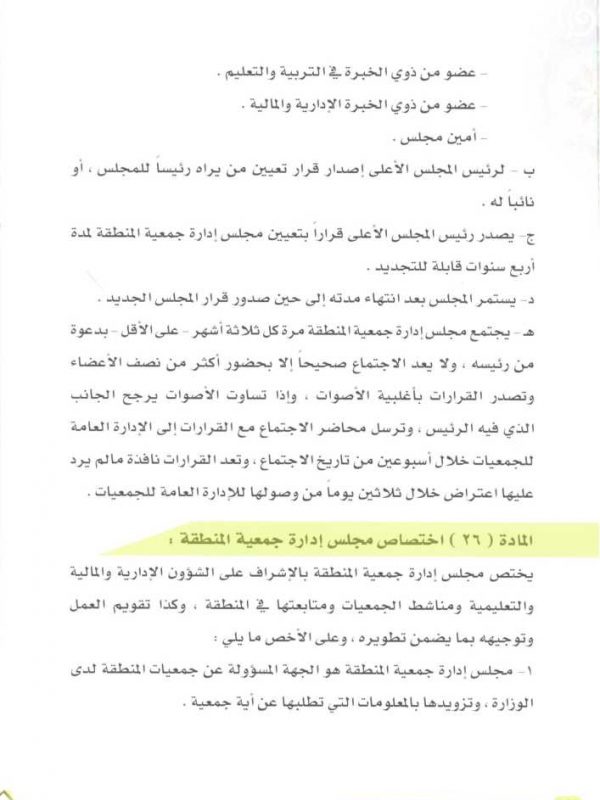 - عضو من ذوي الخبرة في التربية والتعليم .
- عضو من ذوي الخبرة الإدارية والمالية .
- أمين مجلس .
ب - لرئيس المجلس الأعلى إصدار قرار تعيين من يراه رئيساً للمجلس ، أو
نائباً له .
ج- يصدر رئيس المجلس الأعلى قراراً بتعيين مجلس إدارة جمعية المنطقة لمدة
أربع سنوات قابلة للتجديد .
د- يستمر المجلس بعد انتهاء مدته إلى حين صدور قرار المجلس الجديد .
هـ - يجتمع مجلس إدارة جمعية المنطقة مرة كل ثلاثة أشهر - على الأقل - بدعوة
من رئيسه ، ولا يعد الاجتماع صحيحاً إلا بحضور أكثر من نصف الأعضاء
وتصدر القرارات بأغلبية الأصوات ، وإذا تساوت الأصوات يرجح الجانب
الذي فيه الرئيس ، وترسل محاضر الاجتماع مع القرارات إلى الإدارة العامة
للجمعيات خلال أسبوعين من تاريخ الاجتماع ، وتعد القرارات نافذة مالم يرد
عليها اعتراض خلال ثلاثين يوماً من وصولها للإدارة العامة للجمعيات .
المادة ( ٢٦ ) اختصاص مجلس إدارة جمعية المنطقة :
يختص مجلس إدارة جمعية المنطقة بالإشراف على الشؤون الإدارية والمالية
والتعليمية ومناشط الجمعيات ومتابعتها في المنطقة ، وكذا تقويم العمل
وتوجيهه بما يضمن تطويره ، وعلى الأخص ما يلي :
١- مجلس إدارة جمعية المنطقة هو الجهة المسؤولة عن جمعيات المنطقة لدى
الوزارة ، وتزويدها بالمعلومات التي تطلبها عن أية جمعية .